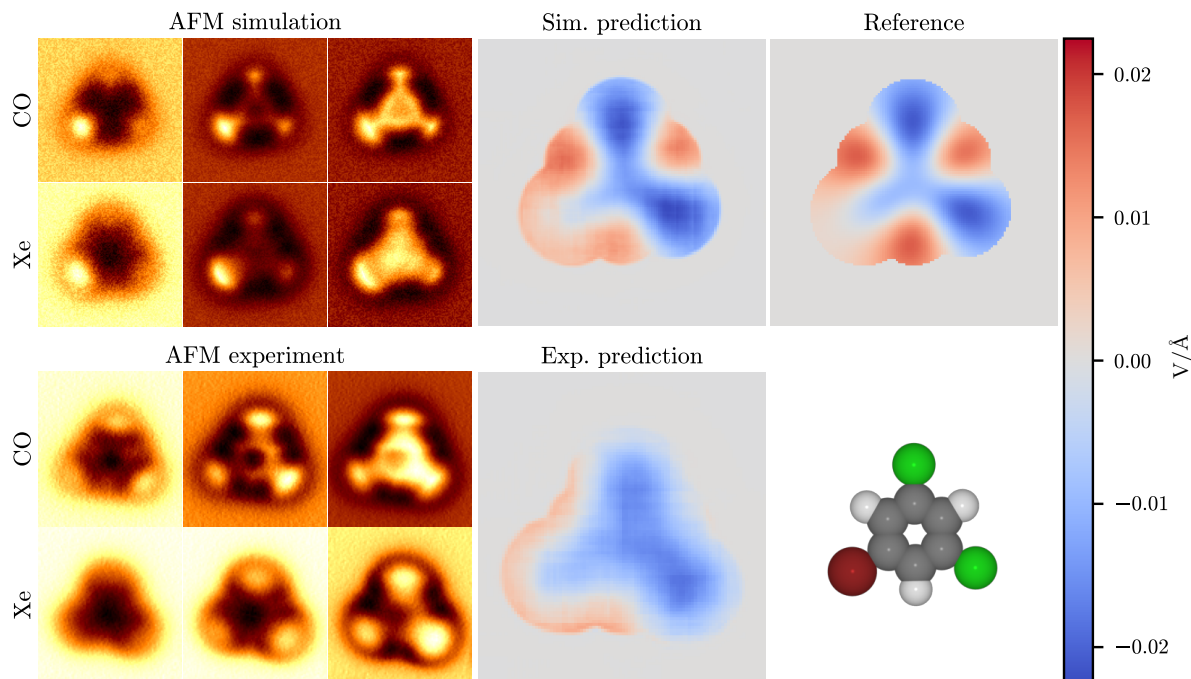 AFM simulation
Sim. prediction
Reference
CO
Xe
0.02
0.01
0.00
−0.01
−0.02
V/Å
AFM experiment
Exp. prediction
CO
Xe